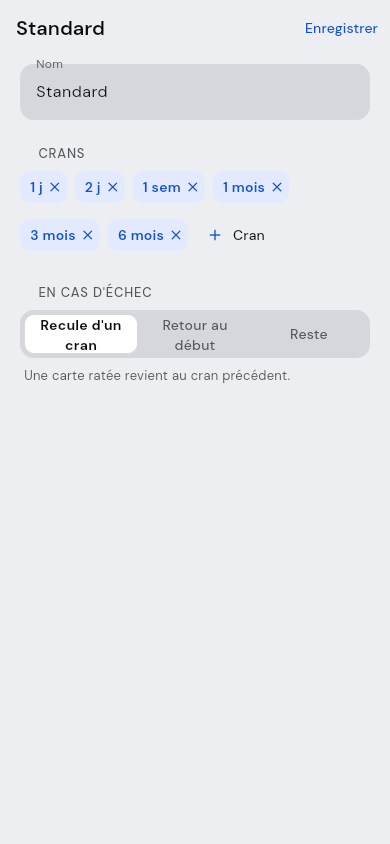 Standard
Enregistrer
Nom
Standard
CRANS
1 j × 2 j × 1 sem × 1 mois ×
3 mois × 6 mois × + Cran
EN CAS D'ÉCHEC
Recule d'un cran
Retour au début
Reste
Une carte ratée revient au cran précédent.